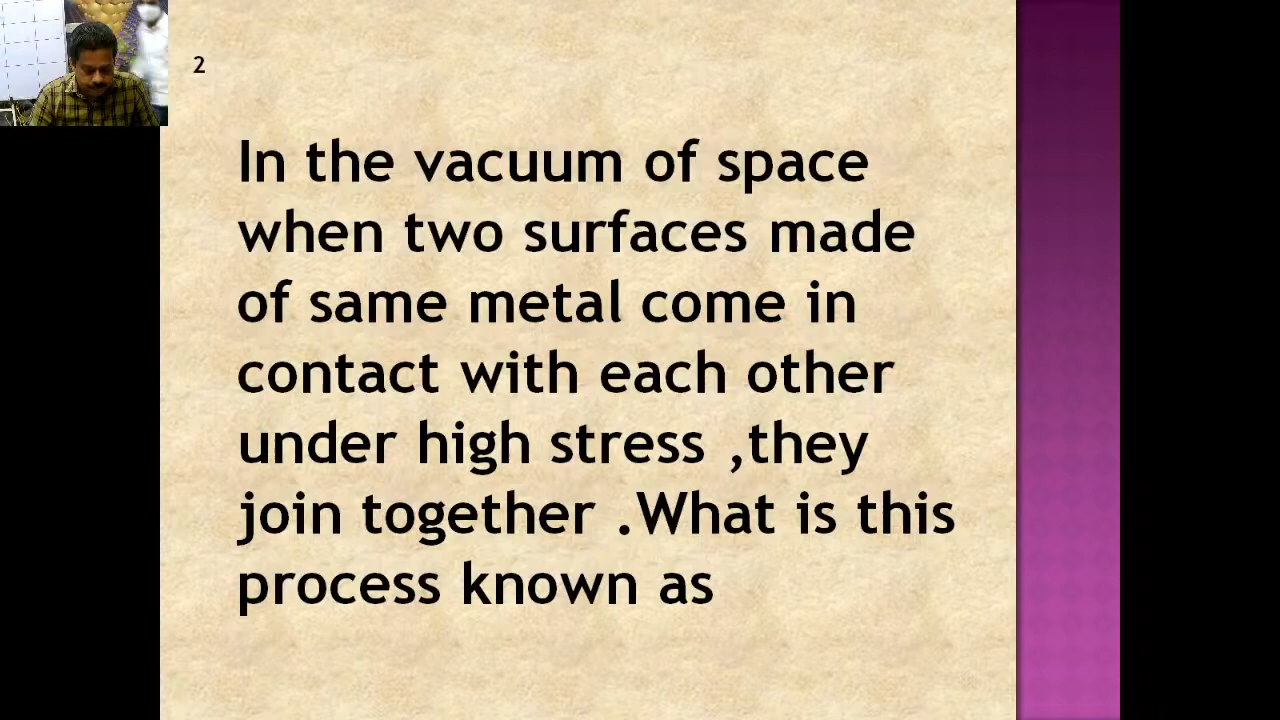 2
In the vacuum of space
when two surfaces made
of same metal come in
contact with each other
under high stress ,they
join together .What is this
process known as